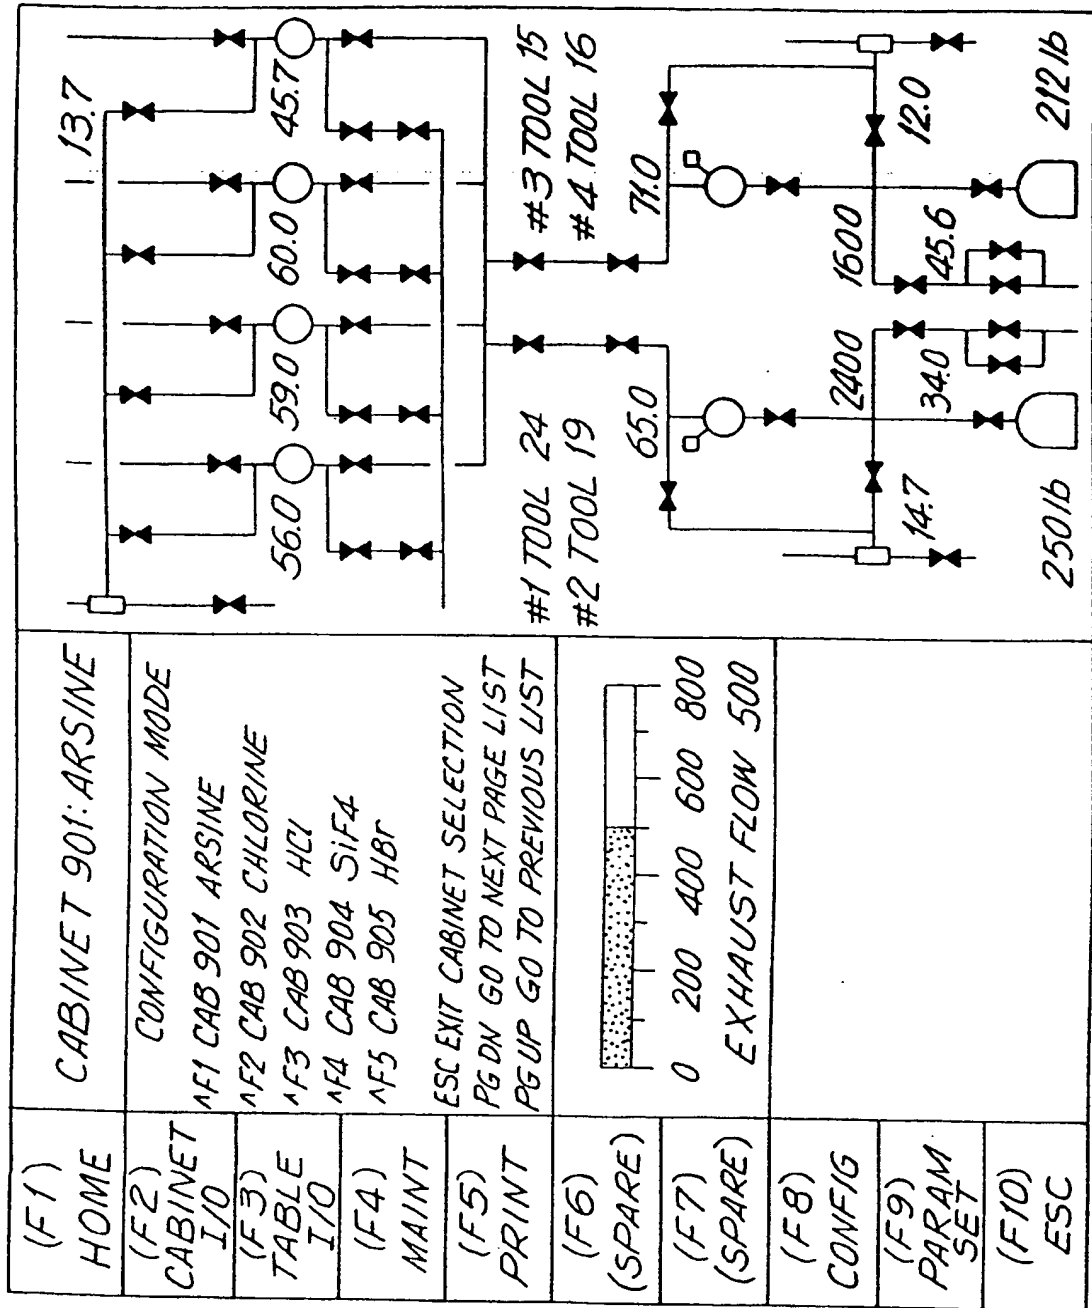 (F1)
HOME
(F2)
CABINET
I/O
(F3)
TABLE
I/O
(F4)
MAINT
(F5)
PRINT
(F6)
(SPARE)
(F7)
(SPARE)
(F8)
CONFIG
(F9)
PARAM
SET
(F10)
ESC
CABINET 901: ARSINE
CONFIGURATION MODE
^F1 CAB 901 ARSINE
^F2 CAB 902 CHLORINE
^F3 CAB 903 HCl
^F4 CAB 904 SiF4
^F5 CAB 905 HBr
ESC EXIT CABINET SELECTION
PG DN GO TO NEXT PAGE LIST
PG UP GO TO PREVIOUS LIST
0 200 400 600 800
EXHAUST FLOW 500
13.7
56.0 59.0 60.0 45.7
#1 TOOL 24
#2 TOOL 19
#3 TOOL 15
#4 TOOL 16
65.0 71.0
14.7 2400 1600 12.0
34.0 45.6
250 lb 212 lb